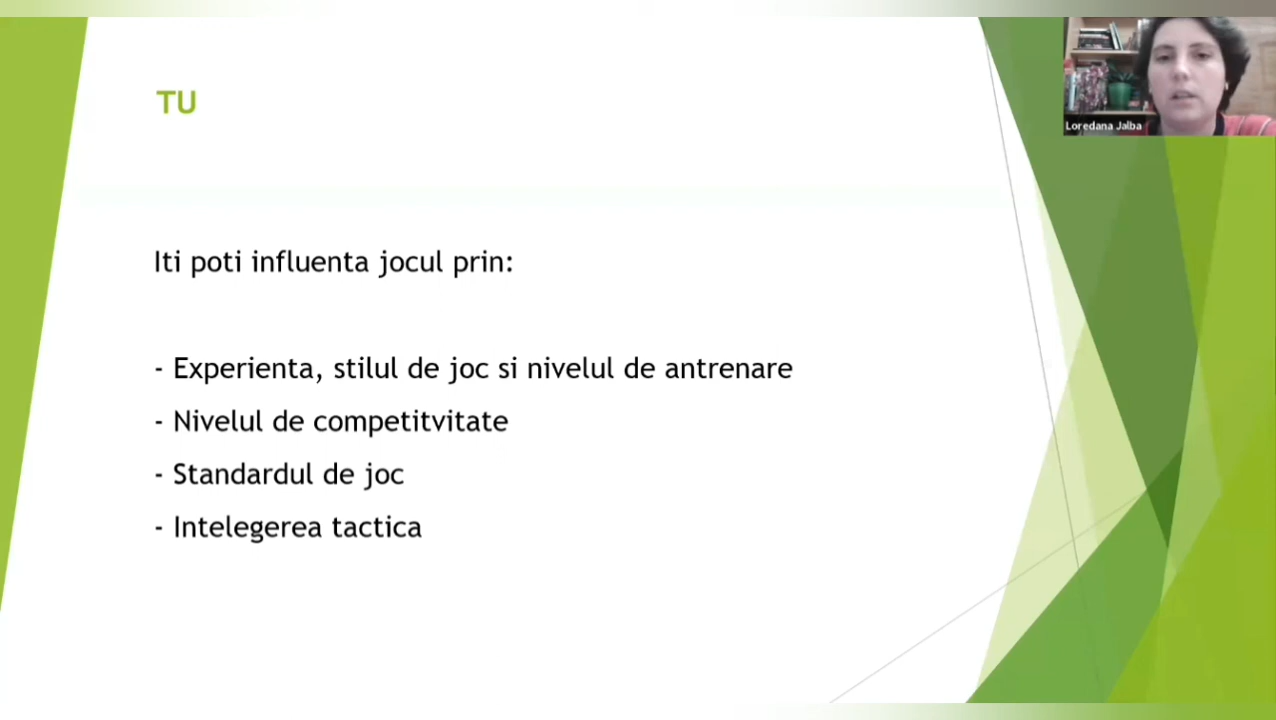 TU
Loredana Jalba
Iti poti influenta jocul prin:
- Experienta, stilul de joc si nivelul de antrenare
- Nivelul de competitvitate
- Standardul de joc
- Intelegerea tactica